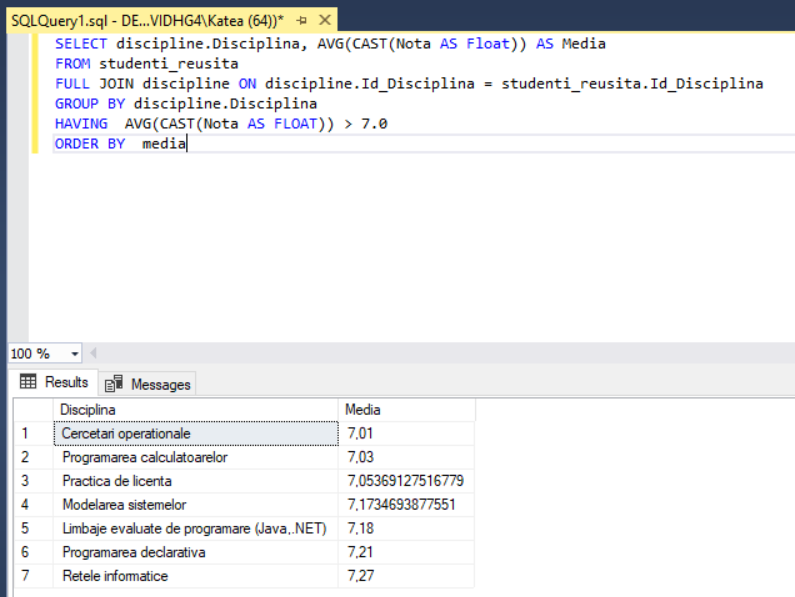 SQLQuery1.sql - DE...VIDHG4\Katea (64))*
SELECT discipline.Disciplina, AVG(CAST(Nota AS Float)) AS Media
FROM studenti_reusita
FULL JOIN discipline ON discipline.Id_Disciplina = studenti_reusita.Id_Disciplina
GROUP BY discipline.Disciplina
HAVING  AVG(CAST(Nota AS FLOAT)) > 7.0
ORDER BY  media
100 %
Results Messages
Disciplina Media
1 Cercetari operationale 7,01
2 Programarea calculatoarelor 7,03
3 Practica de licenta 7,05369127516779
4 Modelarea sistemelor 7,1734693877551
5 Limbaje evaluate de programare (Java,.NET) 7,18
6 Programarea declarativa 7,21
7 Retele informatice 7,27